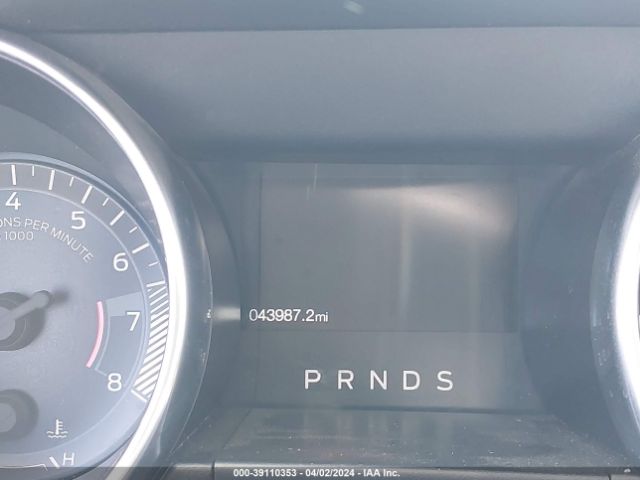 4
5
6
7
8
ONS PER MINUTE
1000
H
043987.2mi
P R N D S
000-39110353 - 04/02/2024 - IAA Inc.